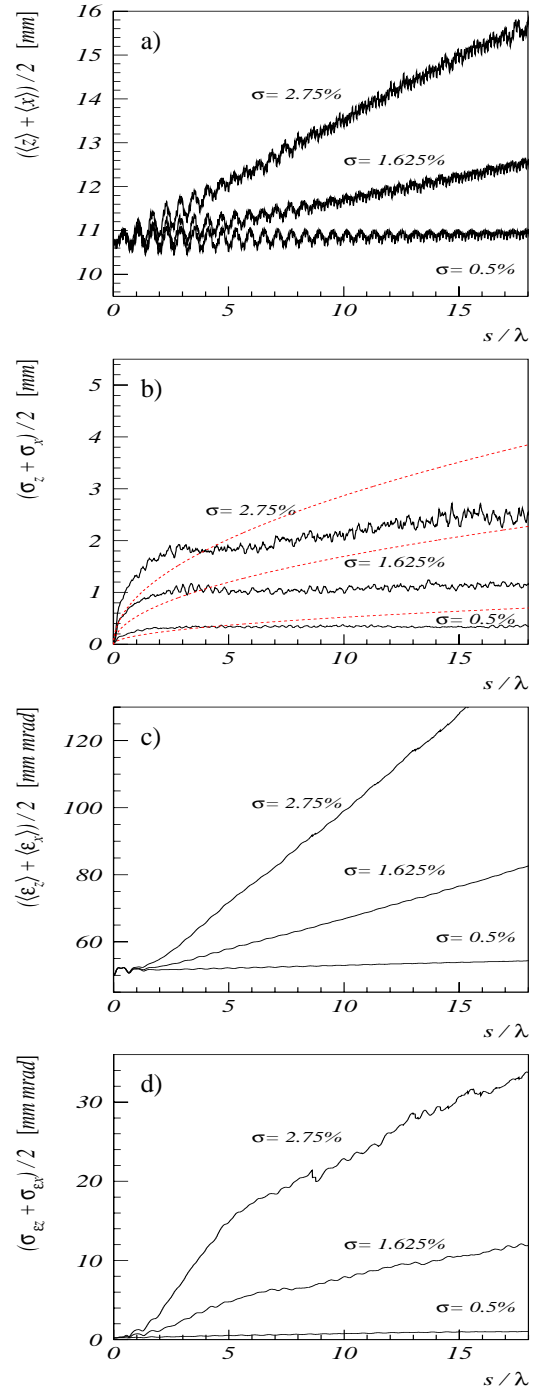 a)
(⟨z⟩ + ⟨x⟩) / 2 [mm]
16
15
14
13
12
11
10
σ= 2.75%
σ= 1.625%
σ= 0.5%
0 5 10 15
s / λ
b)
(σz + σx) / 2 [mm]
5
4
3
2
1
0
σ= 2.75%
σ= 1.625%
σ= 0.5%
0 5 10 15
s / λ
c)
(⟨εz⟩ + ⟨εx⟩) / 2 [mm mrad]
120
100
80
60
σ= 2.75%
σ= 1.625%
σ= 0.5%
0 5 10 15
s / λ
d)
(σεz + σεx) / 2 [mm mrad]
30
20
10
0
σ= 2.75%
σ= 1.625%
σ= 0.5%
0 5 10 15
s / λ